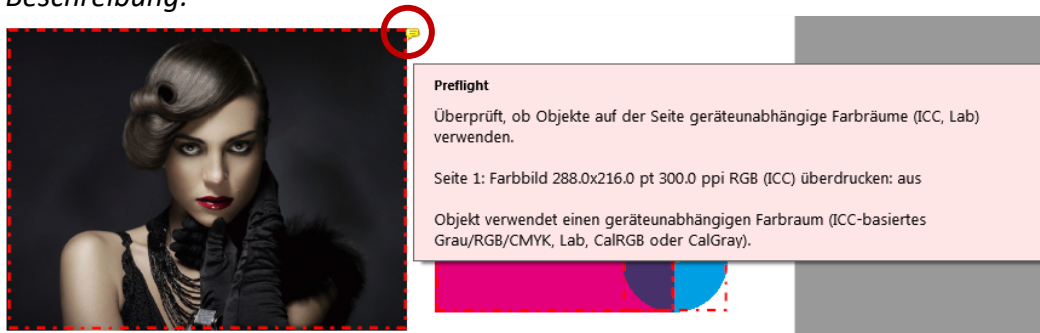 Beschreibung:
Preflight
Überprüft, ob Objekte auf der Seite geräteunabhängige Farbräume (ICC, Lab)
verwenden.
Seite 1: Farbbild 288.0x216.0 pt 300.0 ppi RGB (ICC) überdrucken: aus
Objekt verwendet einen geräteunabhängigen Farbraum (ICC-basiertes
Grau/RGB/CMYK, Lab, CalRGB oder CalGray).